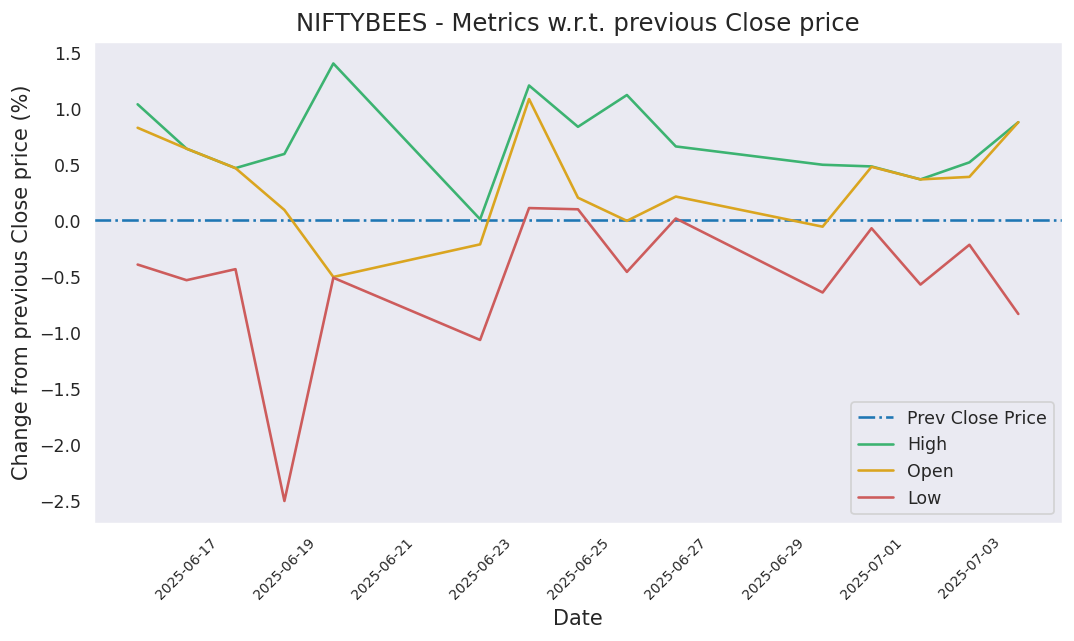 NIFTYBEES - Metrics w.r.t. previous Close price
Change from previous Close price (%)
1.5
1.0
0.5
0.0
−0.5
−1.0
−1.5
−2.0
−2.5
Prev Close Price
High
Open
Low
2025-06-17
2025-06-19
2025-06-21
2025-06-23
2025-06-25
2025-06-27
2025-06-29
2025-07-01
2025-07-03
Date